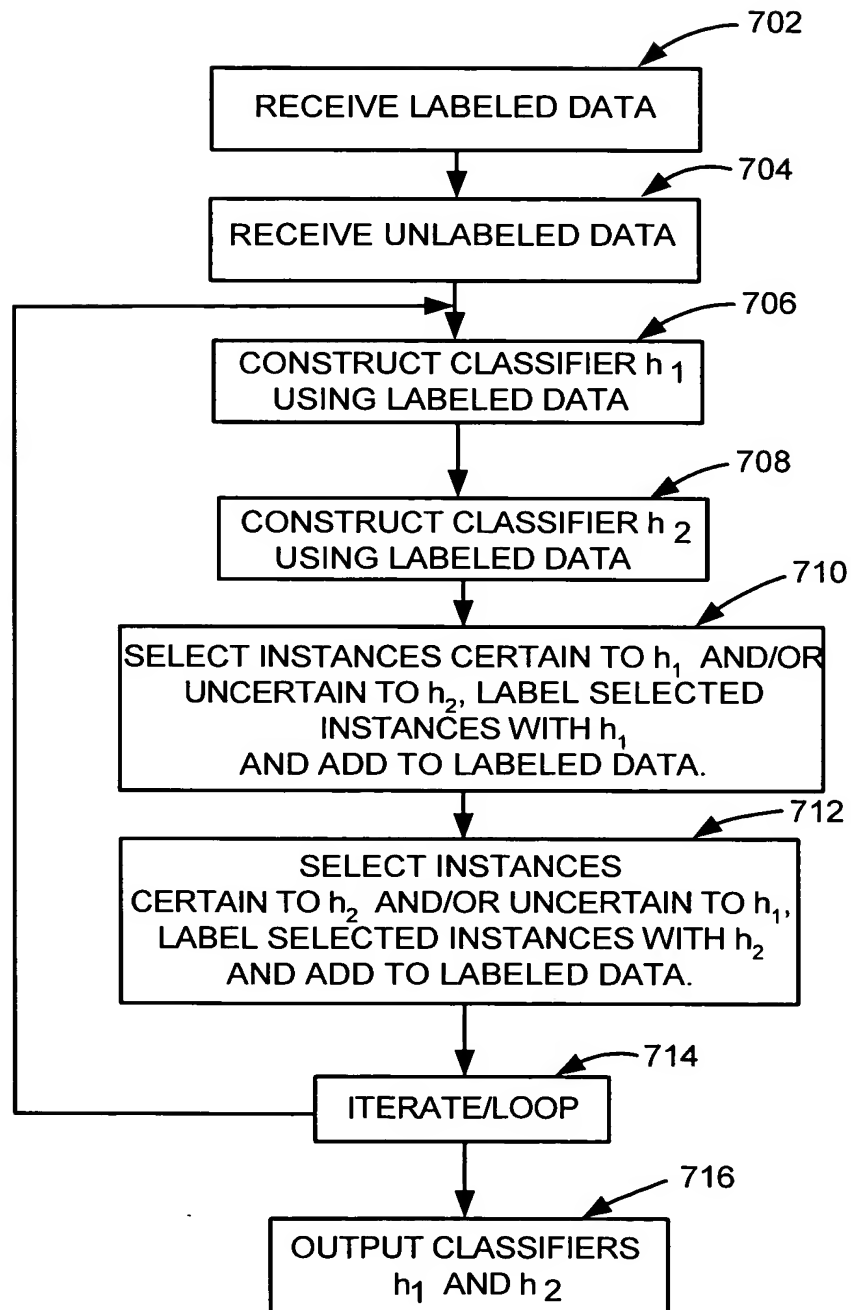 702
RECEIVE LABELED DATA
704
RECEIVE UNLABELED DATA
706
CONSTRUCT CLASSIFIER h1
USING LABELED DATA
708
CONSTRUCT CLASSIFIER h2
USING LABELED DATA
710
SELECT INSTANCES CERTAIN TO h1 AND/OR
UNCERTAIN TO h2, LABEL SELECTED
INSTANCES WITH h1
AND ADD TO LABELED DATA.
712
SELECT INSTANCES
CERTAIN TO h2 AND/OR UNCERTAIN TO h1,
LABEL SELECTED INSTANCES WITH h2
AND ADD TO LABELED DATA.
714
ITERATE/LOOP
716
OUTPUT CLASSIFIERS
h1 AND h2